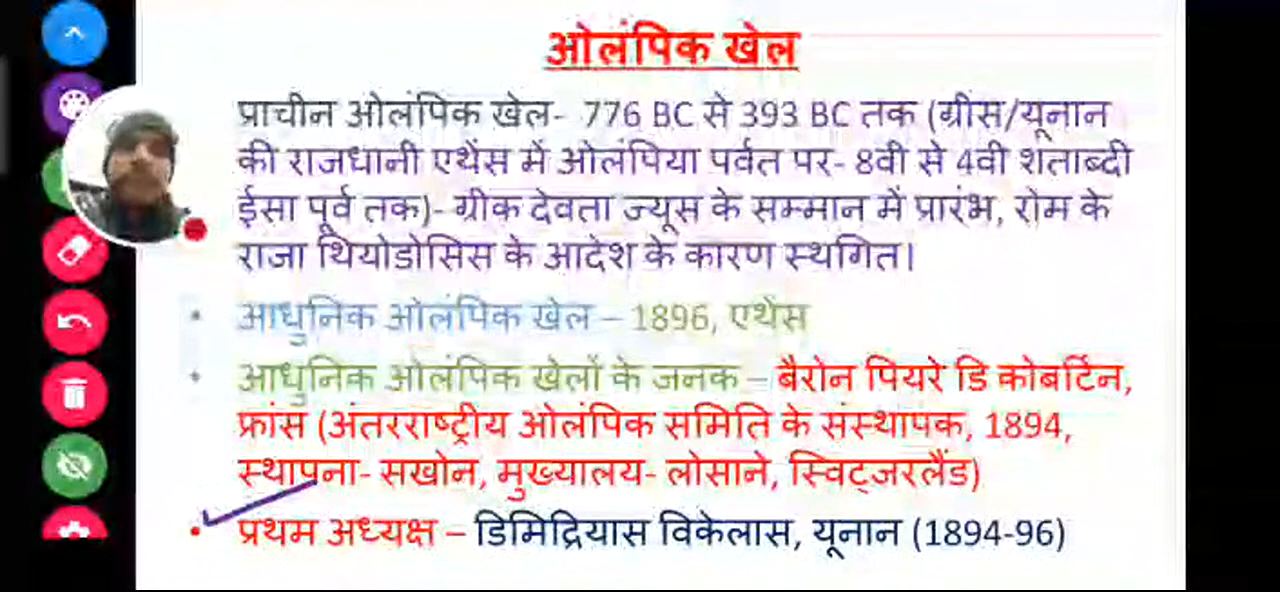 ओलंपिक खेल
प्राचीन ओलंपिक खेल- 776 BC से 393 BC तक (ग्रीस/यूनान
की राजधानी एथेंस में ओलंपिया पर्वत पर- 8वी से 4वी शताब्दी
ईसा पूर्व तक)- ग्रीक देवता ज्यूस के सम्मान में प्रारंभ, रोम के
राजा थियोडोसिस के आदेश के कारण स्थगित।
• आधुनिक ओलंपिक खेल – 1896, एथेंस
• आधुनिक ओलंपिक खेलों के जनक – बैरोन पियरे डि कोबर्टिन,
फ्रांस (अंतरराष्ट्रीय ओलंपिक समिति के संस्थापक, 1894,
स्थापना- सखोन, मुख्यालय- लोसाने, स्विट्जरलैंड)
• प्रथम अध्यक्ष – डिमिद्रियास विकेलास, यूनान (1894-96)